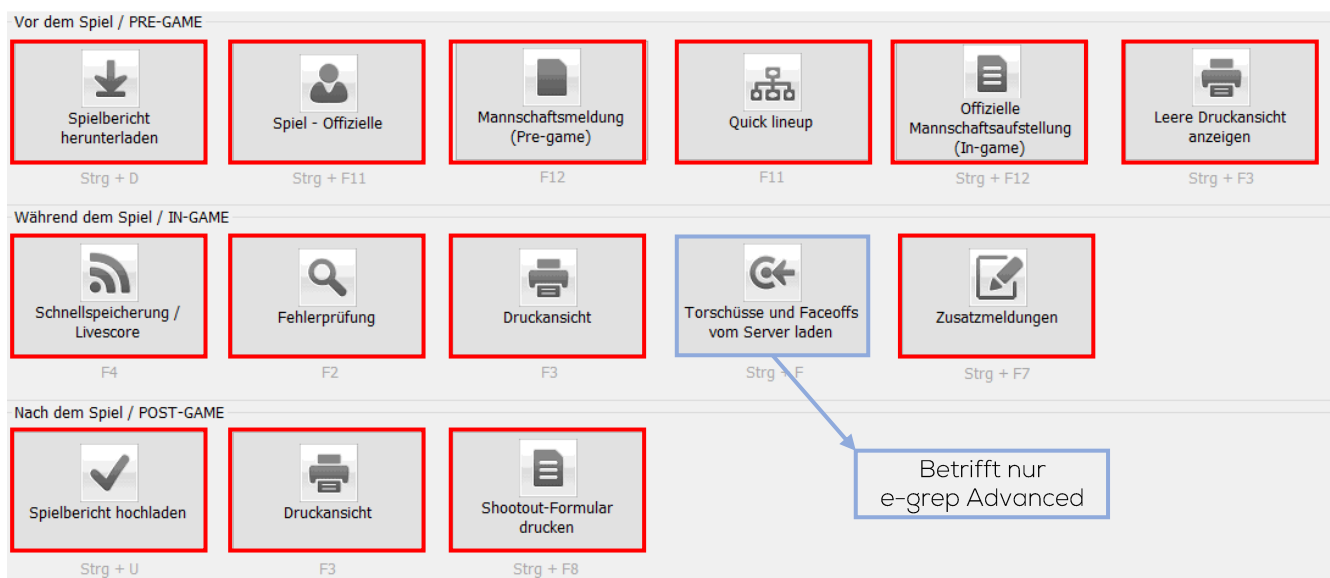 Vor dem Spiel / PRE-GAME
Spielbericht
herunterladen
Strg + D
Spiel - Offizielle
Strg + F11
Mannschaftsmeldung
(Pre-game)
F12
Quick lineup
F11
Offizielle
Mannschaftsaufstellung
(In-game)
Strg + F12
Leere Druckansicht
anzeigen
Strg + F3
Während dem Spiel / IN-GAME
Schnellspeicherung /
Livescore
F4
Fehlerprüfung
F2
Druckansicht
F3
Torschüsse und Faceoffs
vom Server laden
Strg + F
Zusatzmeldungen
Strg + F7
Nach dem Spiel / POST-GAME
Spielbericht hochladen
Strg + U
Druckansicht
F3
Shootout-Formular
drucken
Strg + F8
Betrifft nur
e-grep Advanced